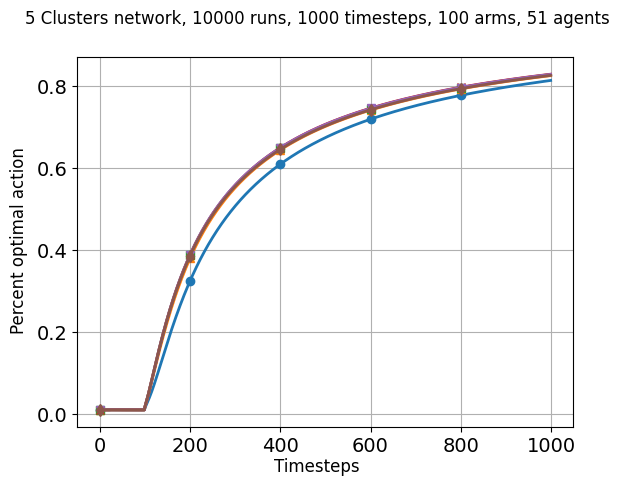 5 Clusters network, 10000 runs, 1000 timesteps, 100 arms, 51 agents
0.8
0.6
0.4
0.2
0.0
Percent optimal action
0 200 400 600 800 1000
Timesteps